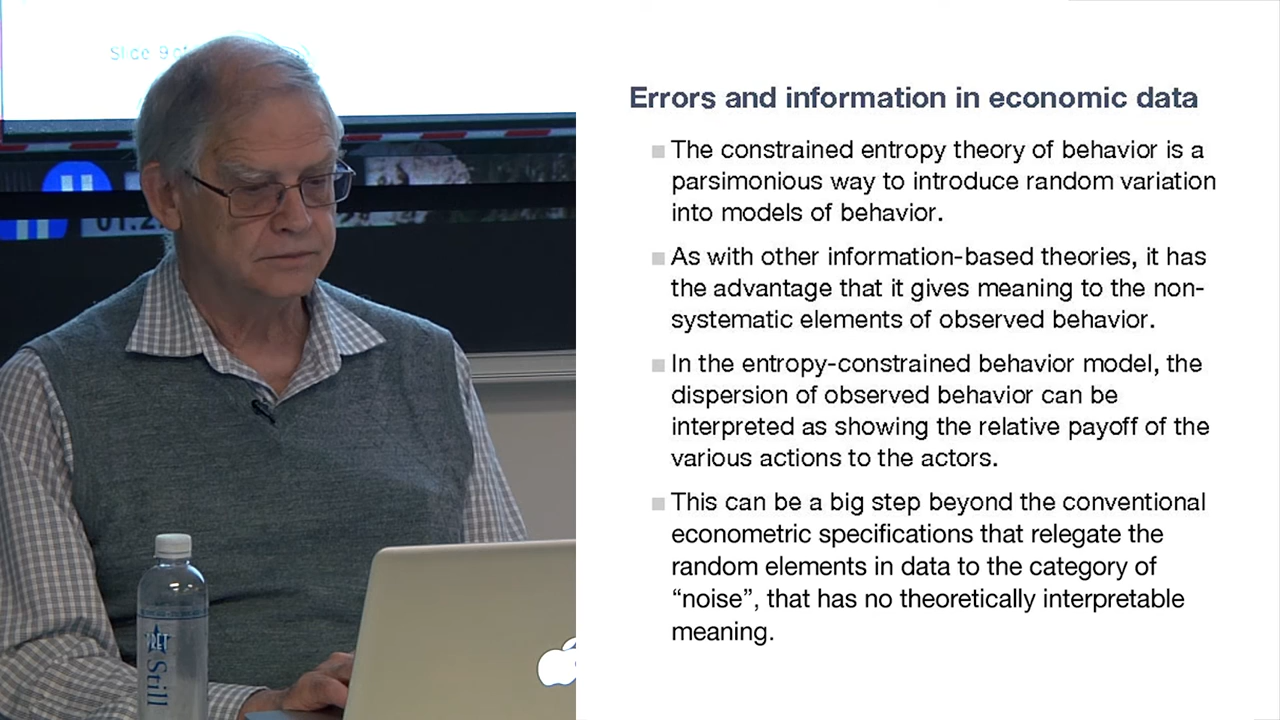 Errors and information in economic data
The constrained entropy theory of behavior is a
parsimonious way to introduce random variation
into models of behavior.
As with other information-based theories, it has
the advantage that it gives meaning to the non-
systematic elements of observed behavior.
In the entropy-constrained behavior model, the
dispersion of observed behavior can be
interpreted as showing the relative payoff of the
various actions to the actors.
This can be a big step beyond the conventional
econometric specifications that relegate the
random elements in data to the category of
“noise”, that has no theoretically interpretable
meaning.
Slide 9 of
Still